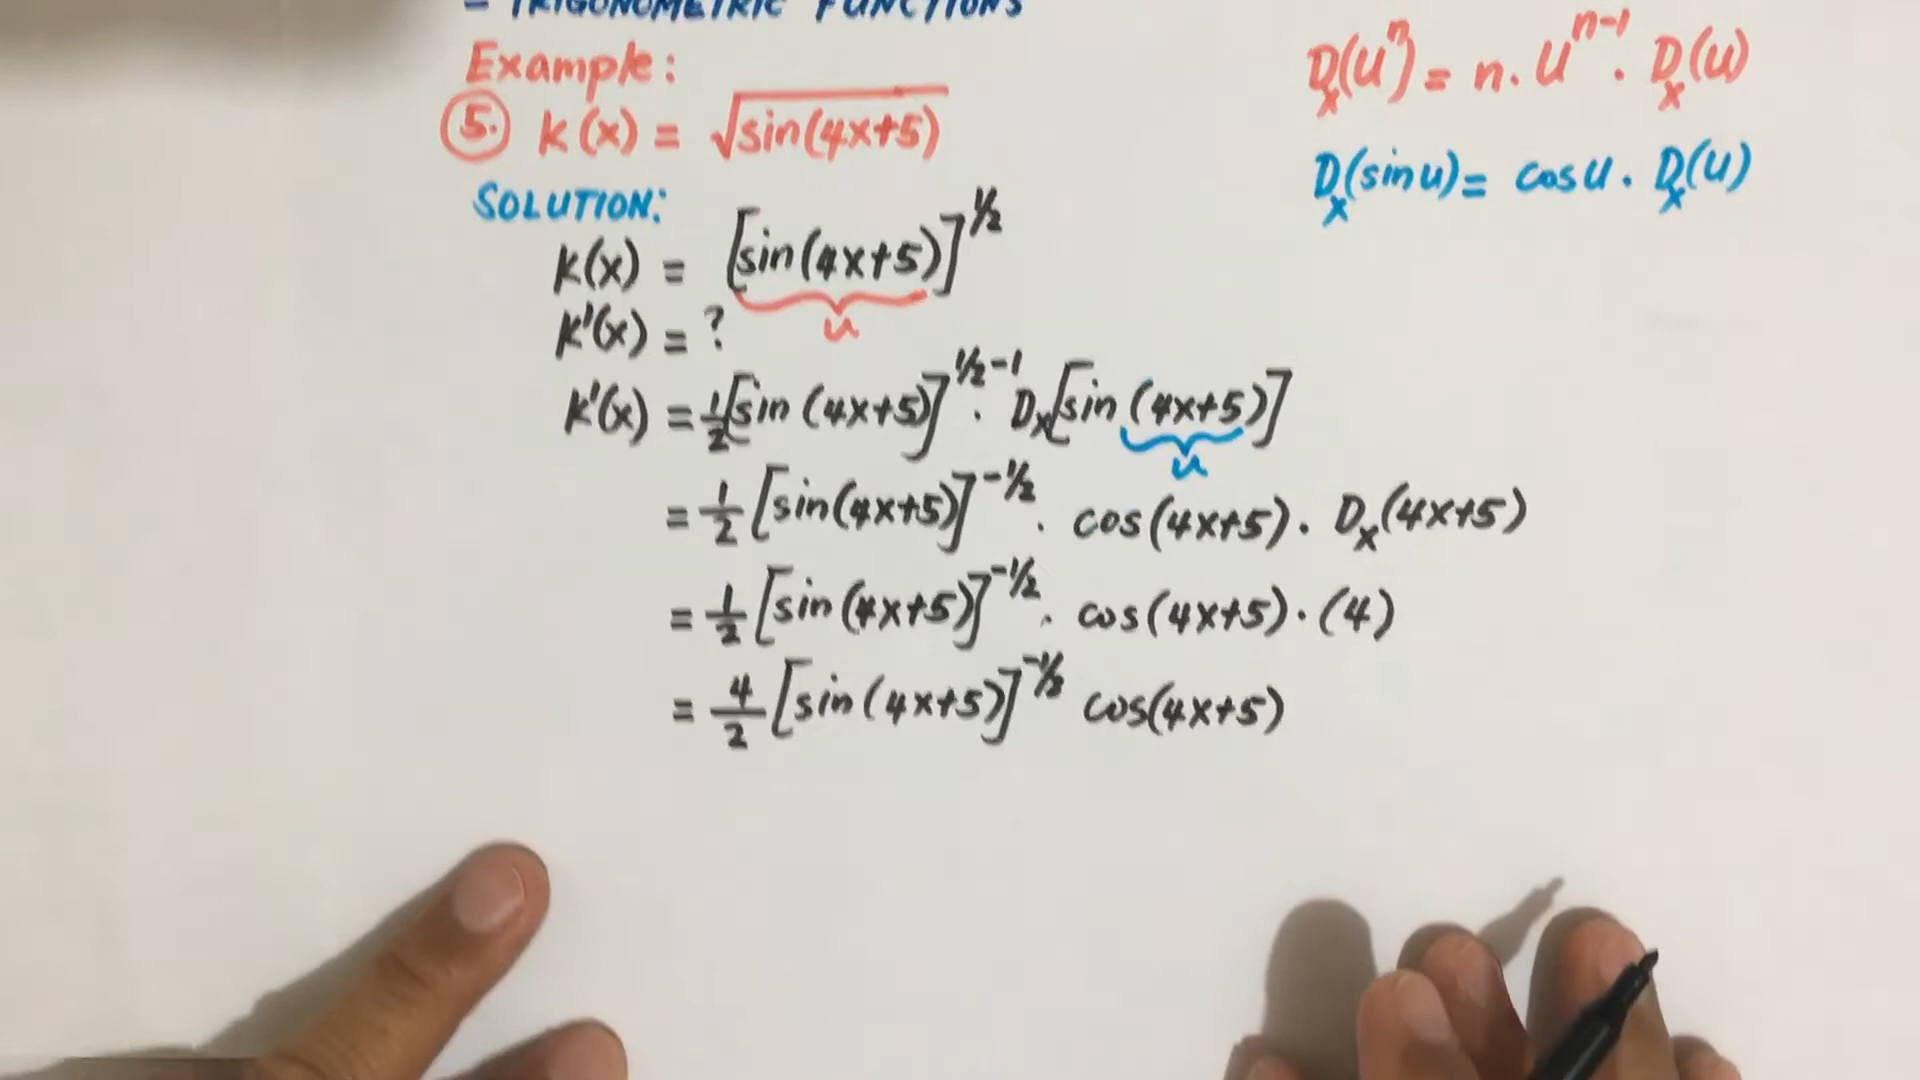 - TRIGONOMETRIC FUNCTIONS
Example:
5. k(x) = √sin(4x+5)
SOLUTION:
k(x) = [sin(4x+5)]^½
u
k'(x) = ?
k'(x) = ½[sin(4x+5)]^½-1 · Dx[sin(4x+5)]
u
= ½[sin(4x+5)]^-½ · cos(4x+5) · Dx(4x+5)
= ½[sin(4x+5)]^-½ · cos(4x+5) · (4)
= 4/2 [sin(4x+5)]^-½ cos(4x+5)
Dx(u^n) = n · u^n-1 · Dx(u)
Dx(sin u) = cos u · Dx(u)